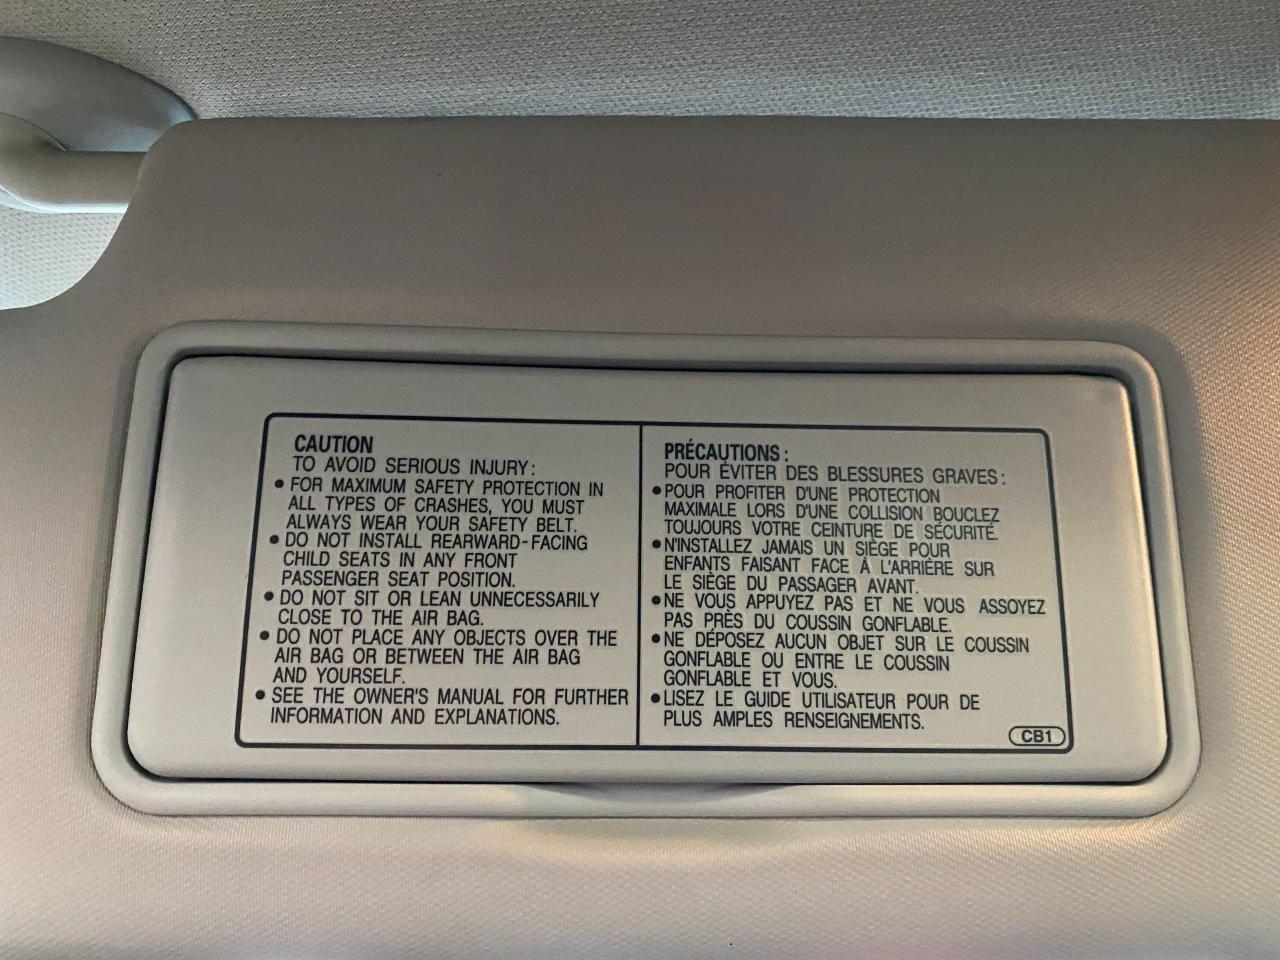 CAUTION
TO AVOID SERIOUS INJURY:
• FOR MAXIMUM SAFETY PROTECTION IN
ALL TYPES OF CRASHES, YOU MUST
ALWAYS WEAR YOUR SAFETY BELT.
• DO NOT INSTALL REARWARD-FACING
CHILD SEATS IN ANY FRONT
PASSENGER SEAT POSITION.
• DO NOT SIT OR LEAN UNNECESSARILY
CLOSE TO THE AIR BAG.
• DO NOT PLACE ANY OBJECTS OVER THE
AIR BAG OR BETWEEN THE AIR BAG
AND YOURSELF.
• SEE THE OWNER'S MANUAL FOR FURTHER
INFORMATION AND EXPLANATIONS.
PRÉCAUTIONS :
POUR ÉVITER DES BLESSURES GRAVES :
• POUR PROFITER D'UNE PROTECTION
MAXIMALE LORS D'UNE COLLISION BOUCLEZ
TOUJOURS VOTRE CEINTURE DE SÉCURITÉ.
• N'INSTALLEZ JAMAIS UN SIÈGE POUR
ENFANTS FAISANT FACE À L'ARRIÈRE SUR
LE SIÈGE DU PASSAGER AVANT.
• NE VOUS APPUYEZ PAS ET NE VOUS ASSOYEZ
PAS PRÈS DU COUSSIN GONFLABLE.
• NE DÉPOSEZ AUCUN OBJET SUR LE COUSSIN
GONFLABLE OU ENTRE LE COUSSIN
GONFLABLE ET VOUS.
• LISEZ LE GUIDE UTILISATEUR POUR DE
PLUS AMPLES RENSEIGNEMENTS.
CB1